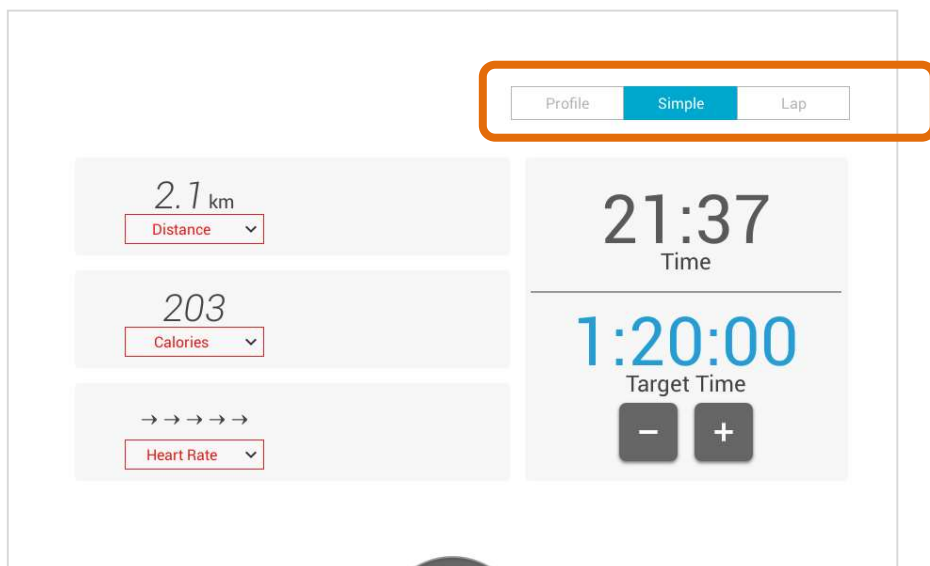 Profile Simple Lap
2.1 km
Distance
203
Calories
→→→→→
Heart Rate
21:37
Time
1:20:00
Target Time
− +